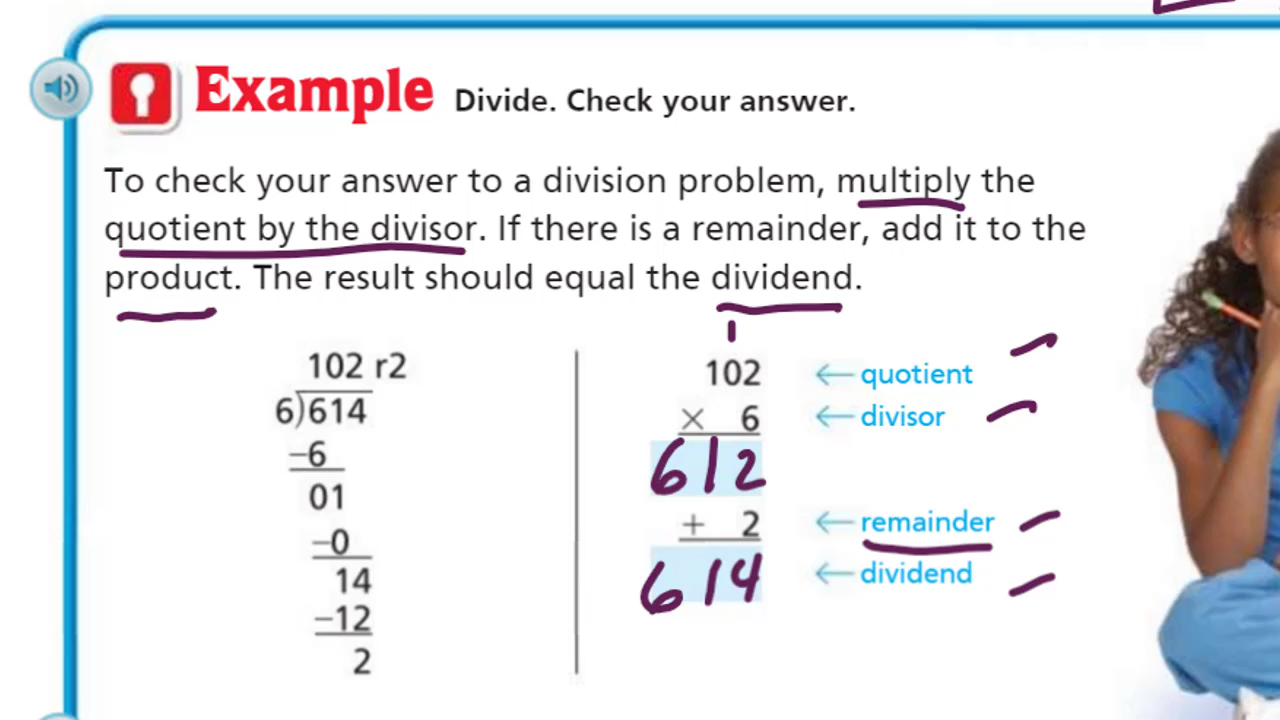 Example Divide. Check your answer.
To check your answer to a division problem, multiply the
quotient by the divisor. If there is a remainder, add it to the
product. The result should equal the dividend.
102 r2
6)614
−6
01
−0
14
−12
2
1
102 ← quotient
× 6 ← divisor
612
+ 2 ← remainder
614 ← dividend